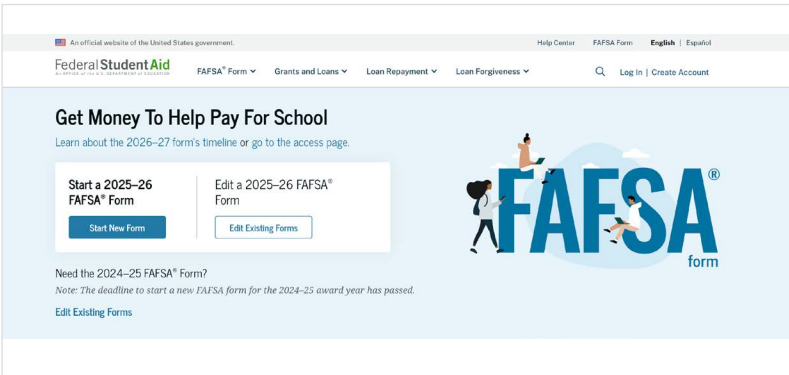 An official website of the United States government.
Help Center FAFSA Form English | Español
Federal Student Aid
An OFFICE of the U.S. DEPARTMENT of EDUCATION
FAFSA® Form Grants and Loans Loan Repayment Loan Forgiveness
Log In | Create Account
Get Money To Help Pay For School
Learn about the 2026–27 form's timeline or go to the access page.
Start a 2025–26
FAFSA® Form
Start New Form
Edit a 2025–26 FAFSA®
Form
Edit Existing Forms
FAFSA®
form
Need the 2024–25 FAFSA® Form?
Note: The deadline to start a new FAFSA form for the 2024–25 award year has passed.
Edit Existing Forms